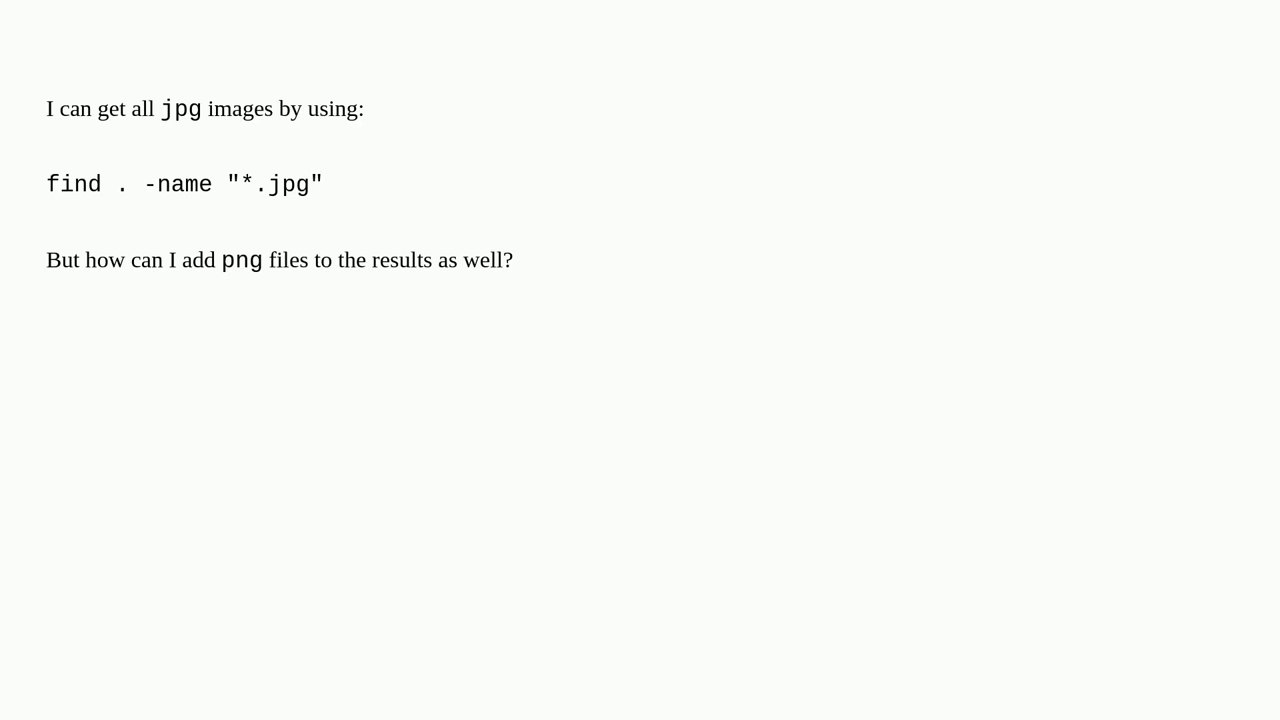 I can get all jpg images by using:
find . -name "*.jpg"
But how can I add png files to the results as well?